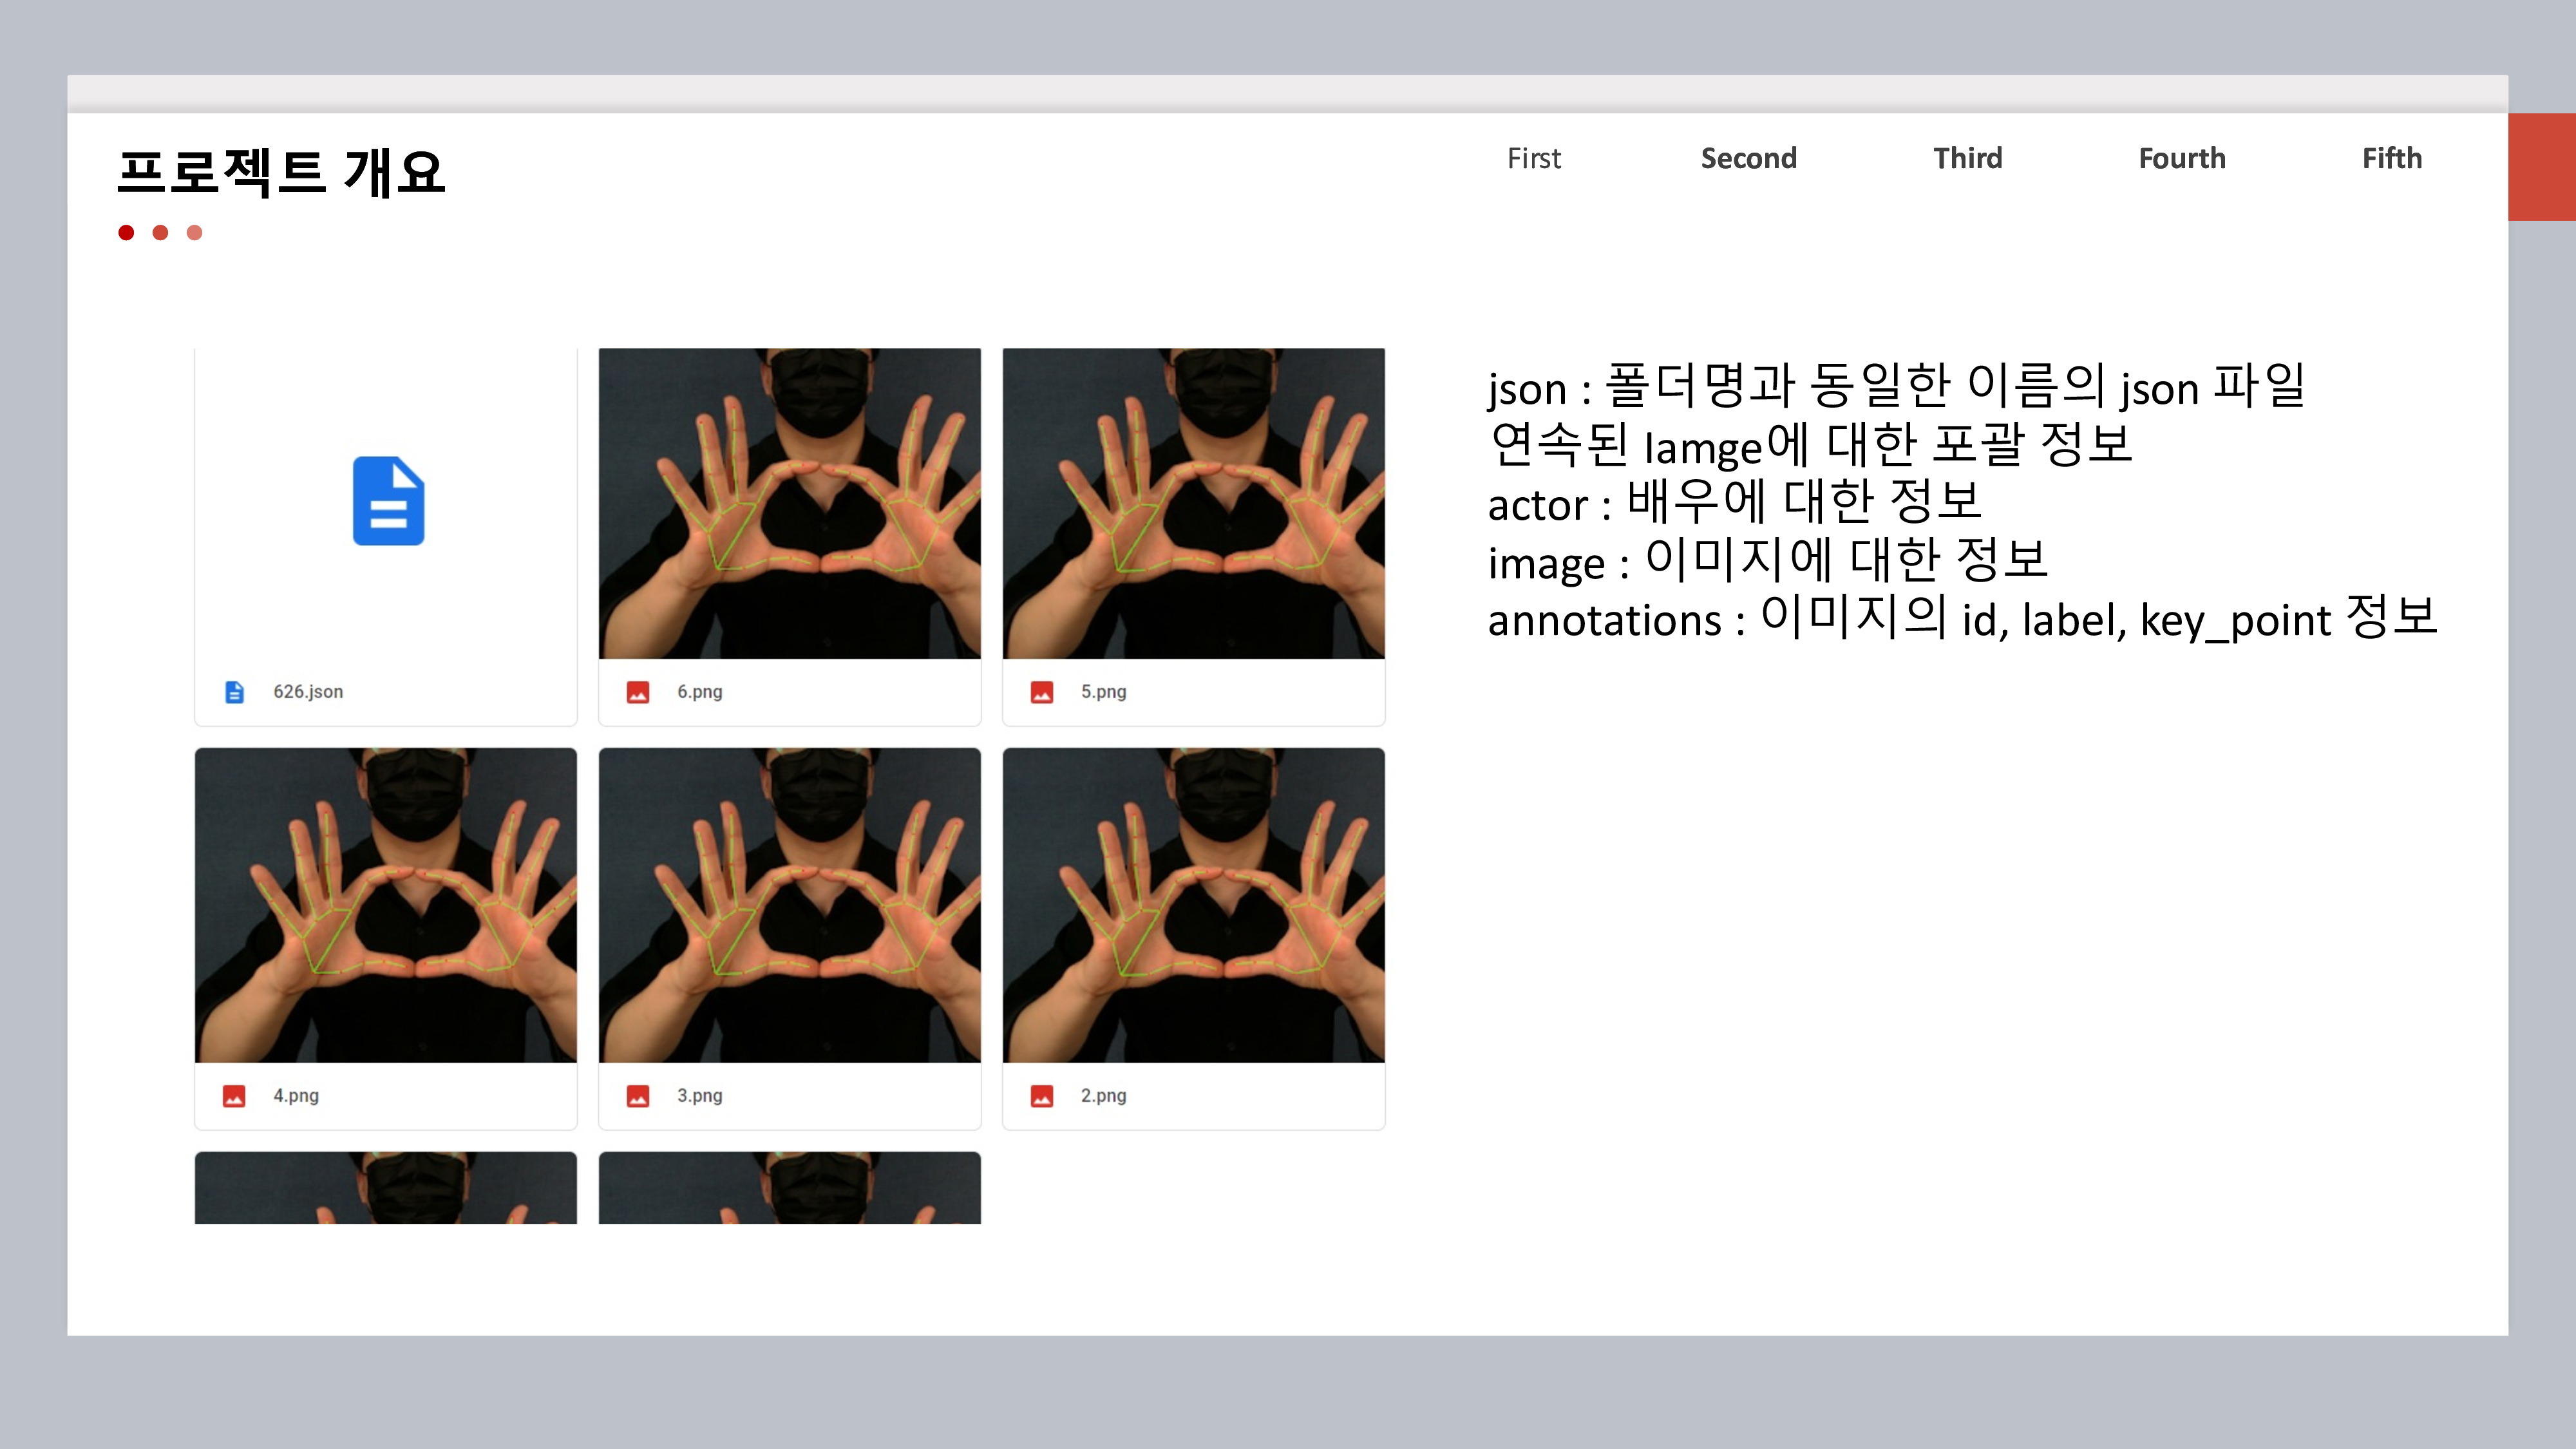 프로젝트 개요
First Second Third Fourth Fifth
json : 폴더명과 동일한 이름의 json 파일
연속된 Iamge에 대한 포괄 정보
actor : 배우에 대한 정보
image : 이미지에 대한 정보
annotations : 이미지의 id, label, key_point 정보
626.json
6.png
5.png
4.png
3.png
2.png